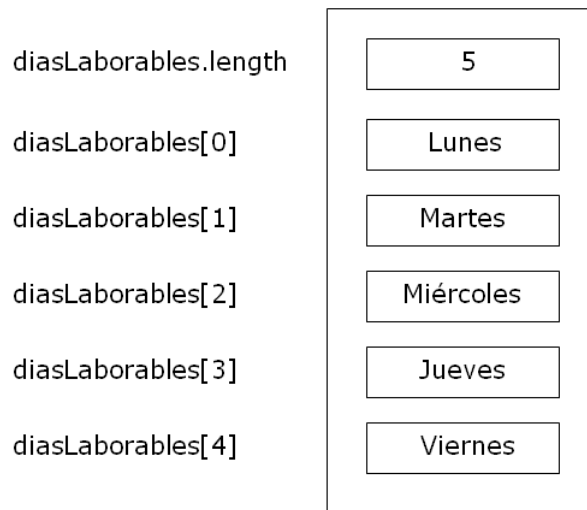 diasLaborables.length 5
diasLaborables[0] Lunes
diasLaborables[1] Martes
diasLaborables[2] Miércoles
diasLaborables[3] Jueves
diasLaborables[4] Viernes